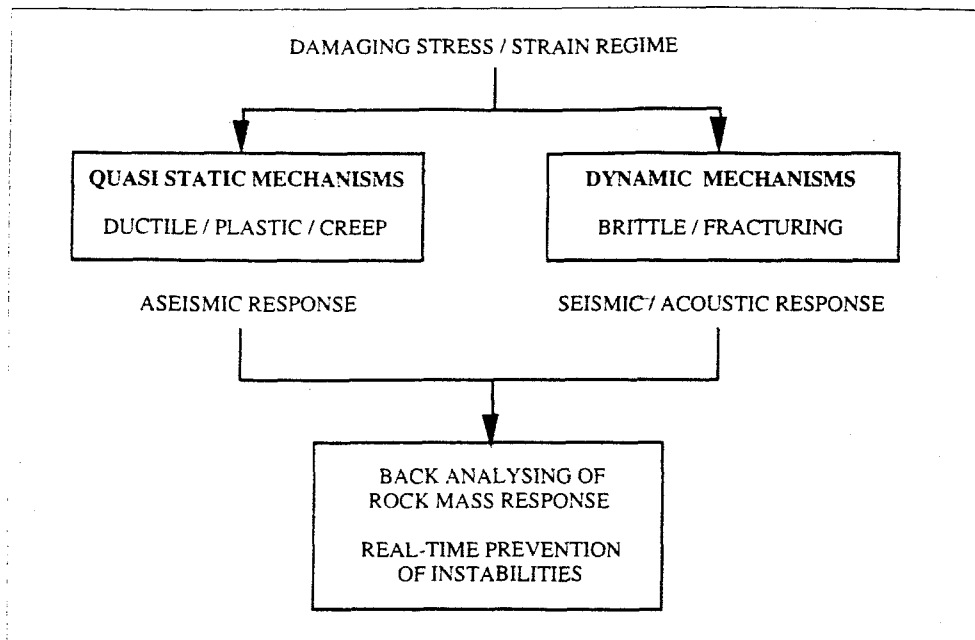 DAMAGING STRESS / STRAIN REGIME
QUASI STATIC MECHANISMS
DUCTILE / PLASTIC / CREEP
DYNAMIC MECHANISMS
BRITTLE / FRACTURING
ASEISMIC RESPONSE
SEISMIC / ACOUSTIC RESPONSE
BACK ANALYSING OF
ROCK MASS RESPONSE
REAL-TIME PREVENTION
OF INSTABILITIES